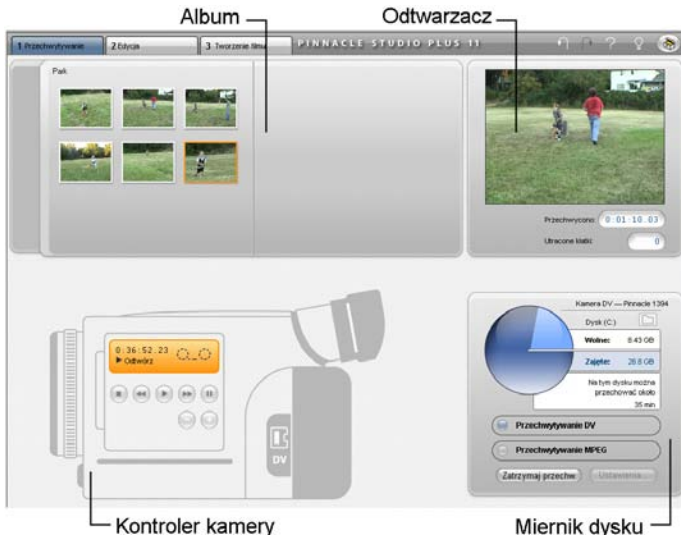 Album
Odtwarzacz
1 Przechwytywanie
2 Edycja
3 Tworzenie filmu
PINNACLE STUDIO PLUS 11
Park
Przechwycono: 0:01:10.03
Utracone klatki: 0
Kamera DV — Pinnacle 1394
Dysk (C:)
Wolne: 6.43 GB
Zajęte: 26.8 GB
Na tym dysku można
przechować około
35 min
0:36:52.23
Odtwórz
DV
Przechwytywanie DV
Przechwytywanie MPEG
Zatrzymaj przechw
Ustawienia...
Kontroler kamery
Miernik dysku